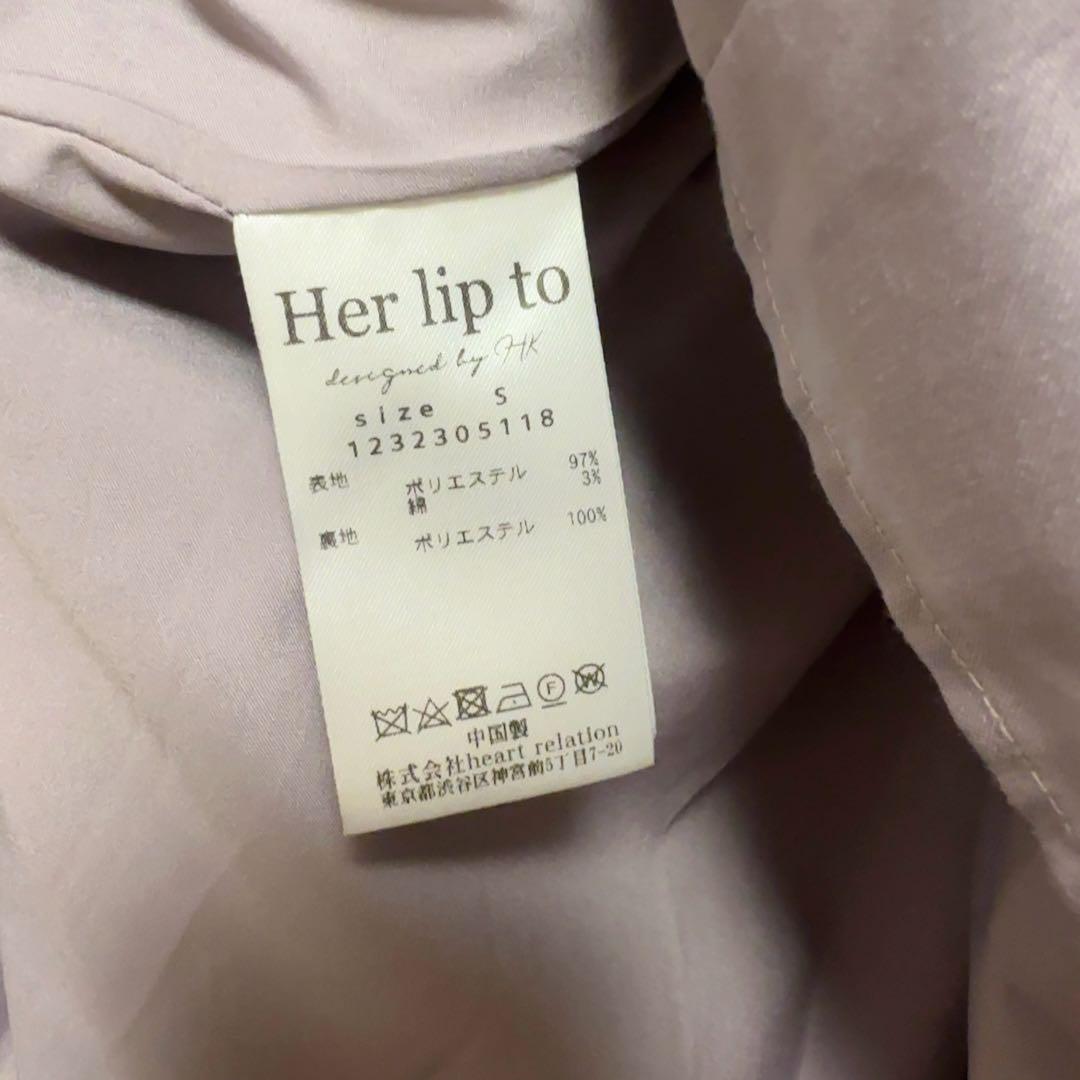 Her lip to
designed by HK
size S
1232305118
表地 ポリエステル 97%
綿 3%
裏地 ポリエステル 100%
F W
中国製
株式会社heart relation
東京都渋谷区神宮前5丁目7-20